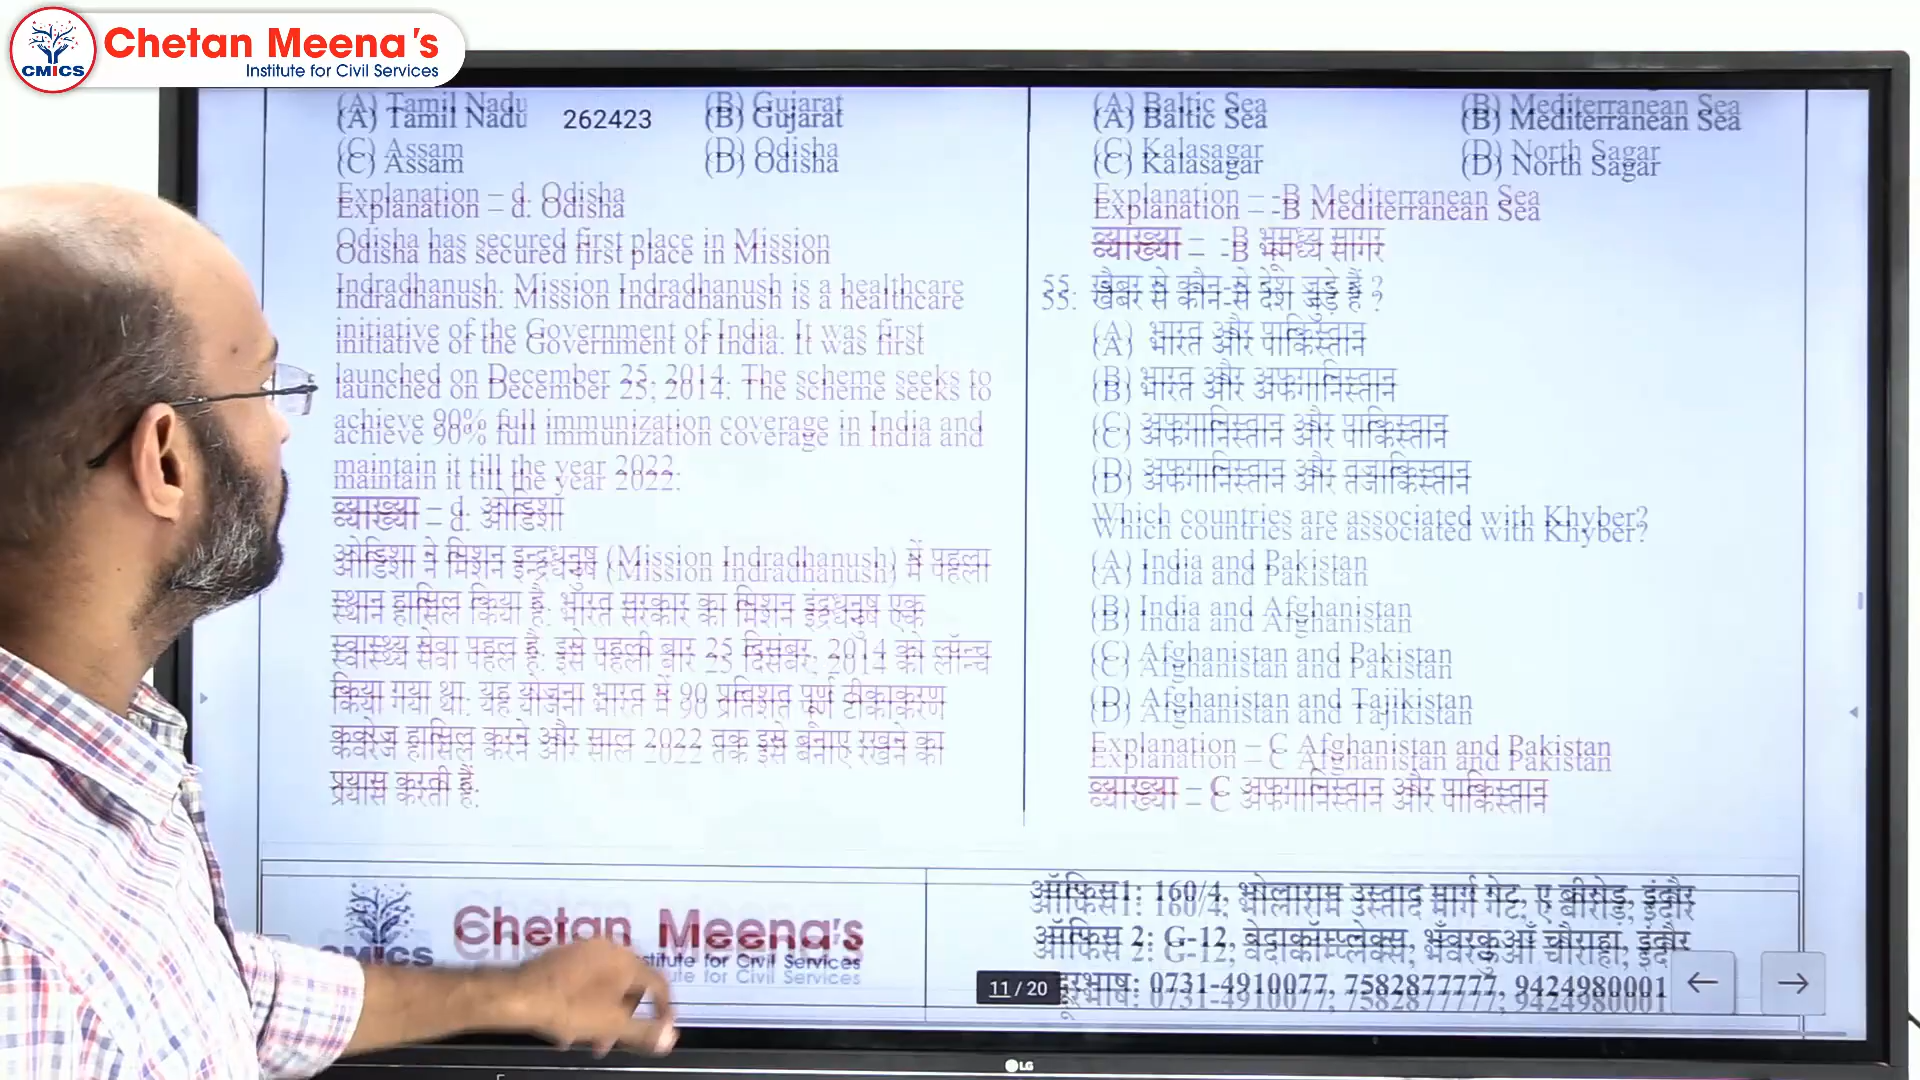 Chetan Meena's
Institute for Civil Services
CMICS
(A) Tamil Nadu
262423
(B) Gujarat
(C) Assam
(D) Odisha
Explanation – d. Odisha
Odisha has secured first place in Mission
Indradhanush. Mission Indradhanush is a healthcare
initiative of the Government of India. It was first
launched on December 25, 2014. The scheme seeks to
achieve 90% full immunization coverage in India and
maintain it till the year 2022.
व्याख्या – d. ओडिशा
ओडिशा ने मिशन इन्द्रधनुष (Mission Indradhanush) में पहला
स्थान हासिल किया है. भारत सरकार का मिशन इंद्रधनुष एक
स्वास्थ्य सेवा पहल है. इसे पहली बार 25 दिसंबर, 2014 को लॉन्च
किया गया था. यह योजना भारत में 90 प्रतिशत पूर्ण टीकाकरण
कवरेज हासिल करने और साल 2022 तक इसे बनाए रखने का
प्रयास करती है.
(A) Baltic Sea
(B) Mediterranean Sea
(C) Kalasagar
(D) North Sagar
Explanation – -B Mediterranean Sea
व्याख्या – -B भूमध्य सागर
55. खैबर से कौन-से देश जुड़े हैं ?
(A) भारत और पाकिस्तान
(B) भारत और अफगानिस्तान
(C) अफगानिस्तान और पाकिस्तान
(D) अफगानिस्तान और तजाकिस्तान
Which countries are associated with Khyber?
(A) India and Pakistan
(B) India and Afghanistan
(C) Afghanistan and Pakistan
(D) Afghanistan and Tajikistan
Explanation – C Afghanistan and Pakistan
व्याख्या – C अफगानिस्तान और पाकिस्तान
CMICS
Chetan Meena's
stitute for Civil Services
ऑफिस1: 160/4, भोलाराम उस्ताद मार्ग गेट, ए बीरोड, इंदौर
ऑफिस 2: G-12, वेदाकॉम्प्लेक्स, भँवरकुआँ चौराहा, इंदौर
11 / 20
दूरभाष: 0731-4910077, 7582877777, 9424980001
LG